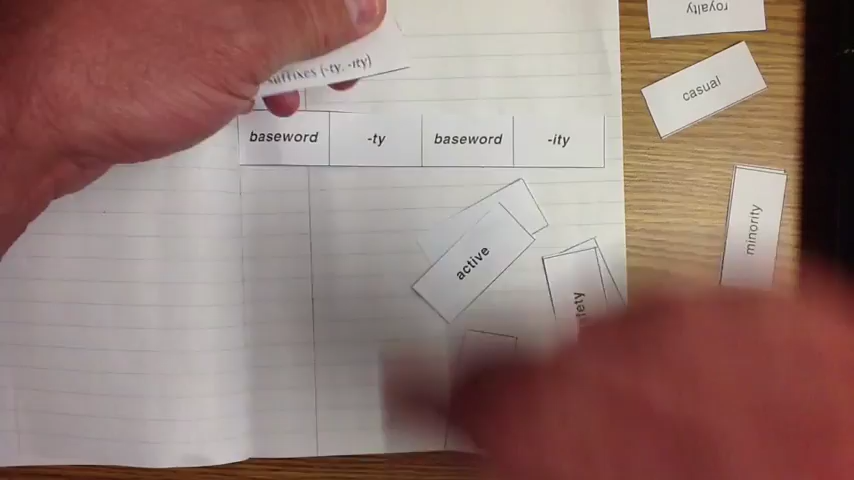 royalty
suffixes (-ty, -ity)
casual
baseword -ty baseword -ity
minority
active